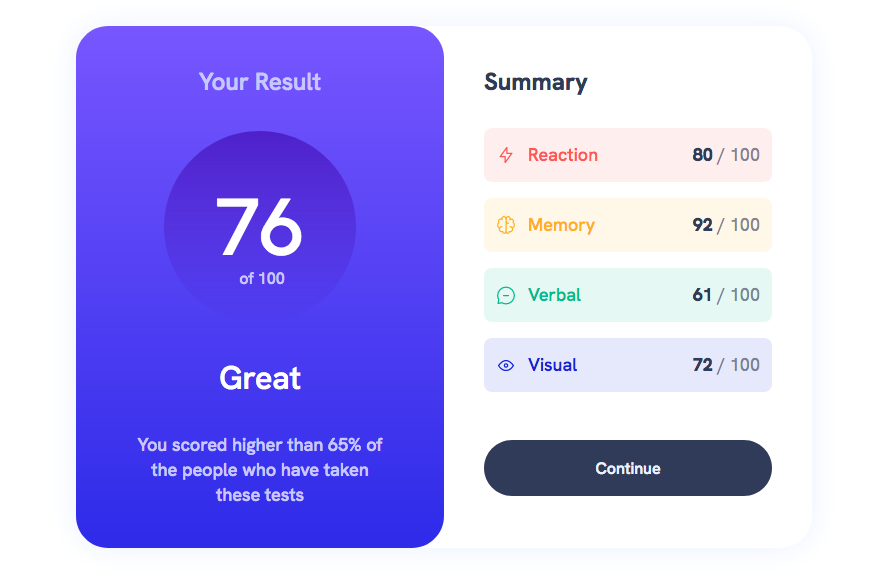 Your Result
76
of 100
Great
You scored higher than 65% of
the people who have taken
these tests
Summary
Reaction 80 / 100
Memory 92 / 100
Verbal 61 / 100
Visual 72 / 100
Continue